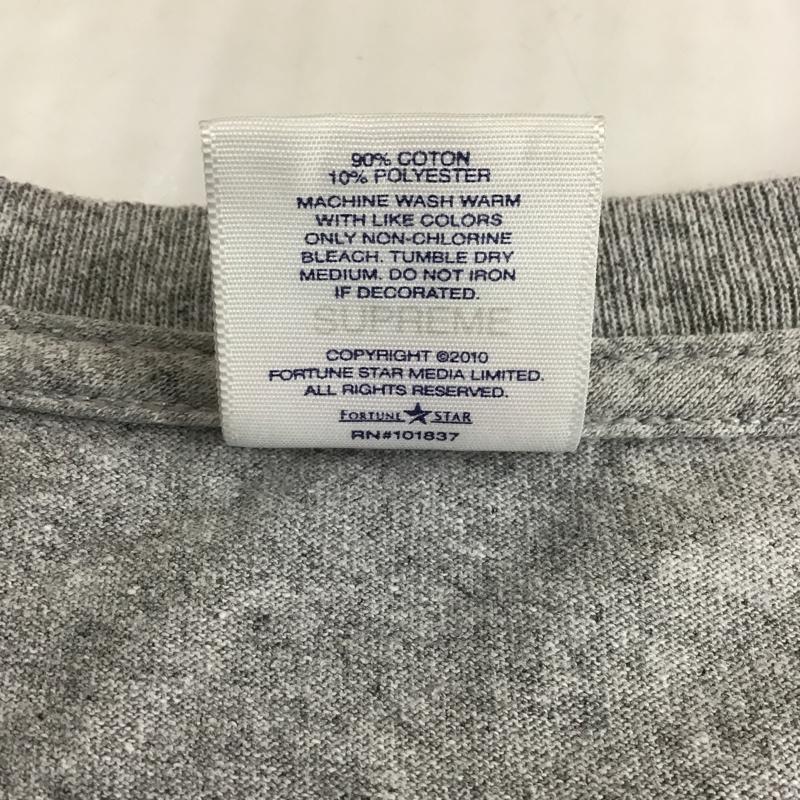 90% COTON
10% POLYESTER
MACHINE WASH WARM
WITH LIKE COLORS
ONLY NON-CHLORINE
BLEACH. TUMBLE DRY
MEDIUM. DO NOT IRON
IF DECORATED.
SUPREME
COPYRIGHT ©2010
FORTUNE STAR MEDIA LIMITED.
ALL RIGHTS RESERVED.
FORTUNE STAR
RN#101837